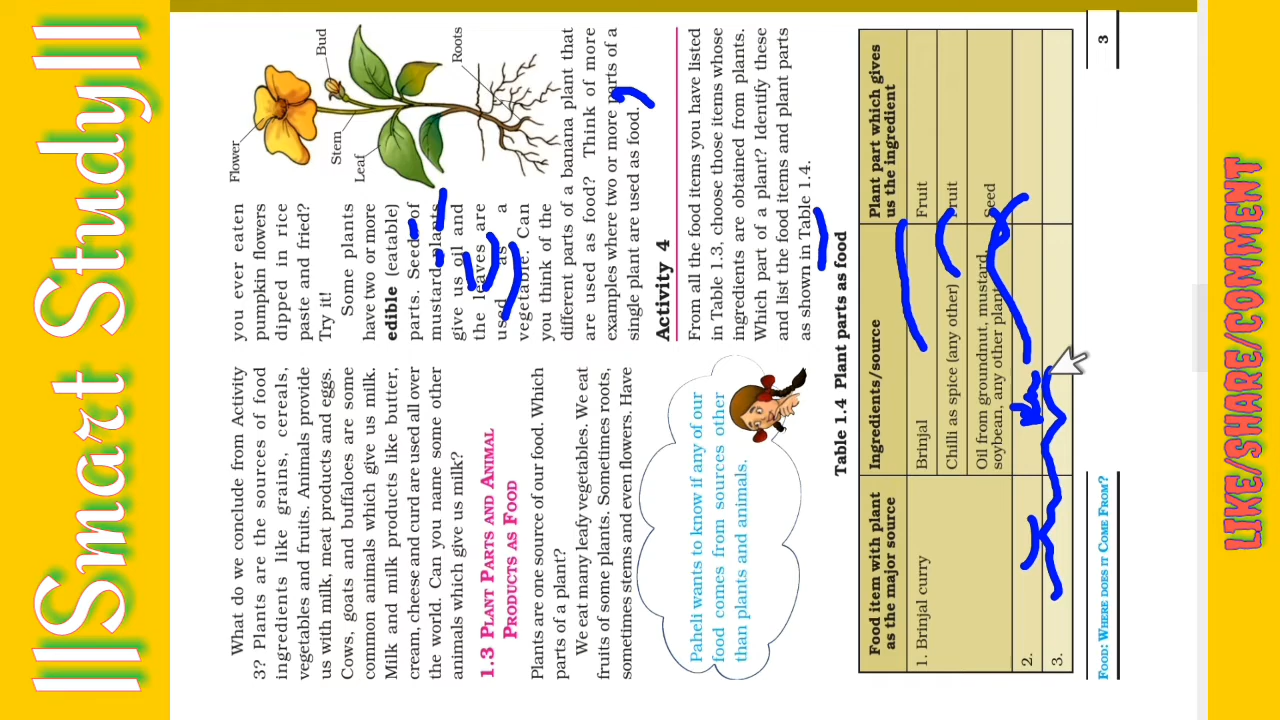 ||Smart Study||
What do we conclude from Activity
3? Plants are the sources of food
ingredients like grains, cereals,
vegetables and fruits. Animals provide
us with milk, meat products and eggs.
Cows, goats and buffaloes are some
common animals which give us milk.
Milk and milk products like butter,
cream, cheese and curd are used all over
the world. Can you name some other
animals which give us milk?
1.3 Plant Parts and Animal
Products as Food
Plants are one source of our food. Which
parts of a plant?
We eat many leafy vegetables. We eat
fruits of some plants. Sometimes roots,
sometimes stems and even flowers. Have
Paheli wants to know if any of our
food comes from sources other
than plants and animals.
you ever eaten
pumpkin flowers
dipped in rice
paste and fried?
Try it!
Some plants
have two or more
edible (eatable)
parts. Seeds of
mustard plants
give us oil and
the leaves are
used as a
vegetable. Can
you think of the
different parts of a banana plant that
are used as food? Think of more
examples where two or more parts of a
single plant are used as food.
Flower
Bud
Stem
Leaf
Roots
Activity 4
From all the food items you have listed
in Table 1.3, choose those items whose
ingredients are obtained from plants.
Which part of a plant? Identify these
and list the food items and plant parts
as shown in Table 1.4.
Table 1.4 Plant parts as food
Food item with plant
as the major source
Ingredients/source
Plant part which gives
us the ingredient
1. Brinjal curry
Brinjal
Fruit
Chilli as spice (any other)
Fruit
Oil from groundnut, mustard,
soybean, any other plant
Seed
2.
3.
Food: Where does it Come From?
3
LIKE/SHARE/COMMENT